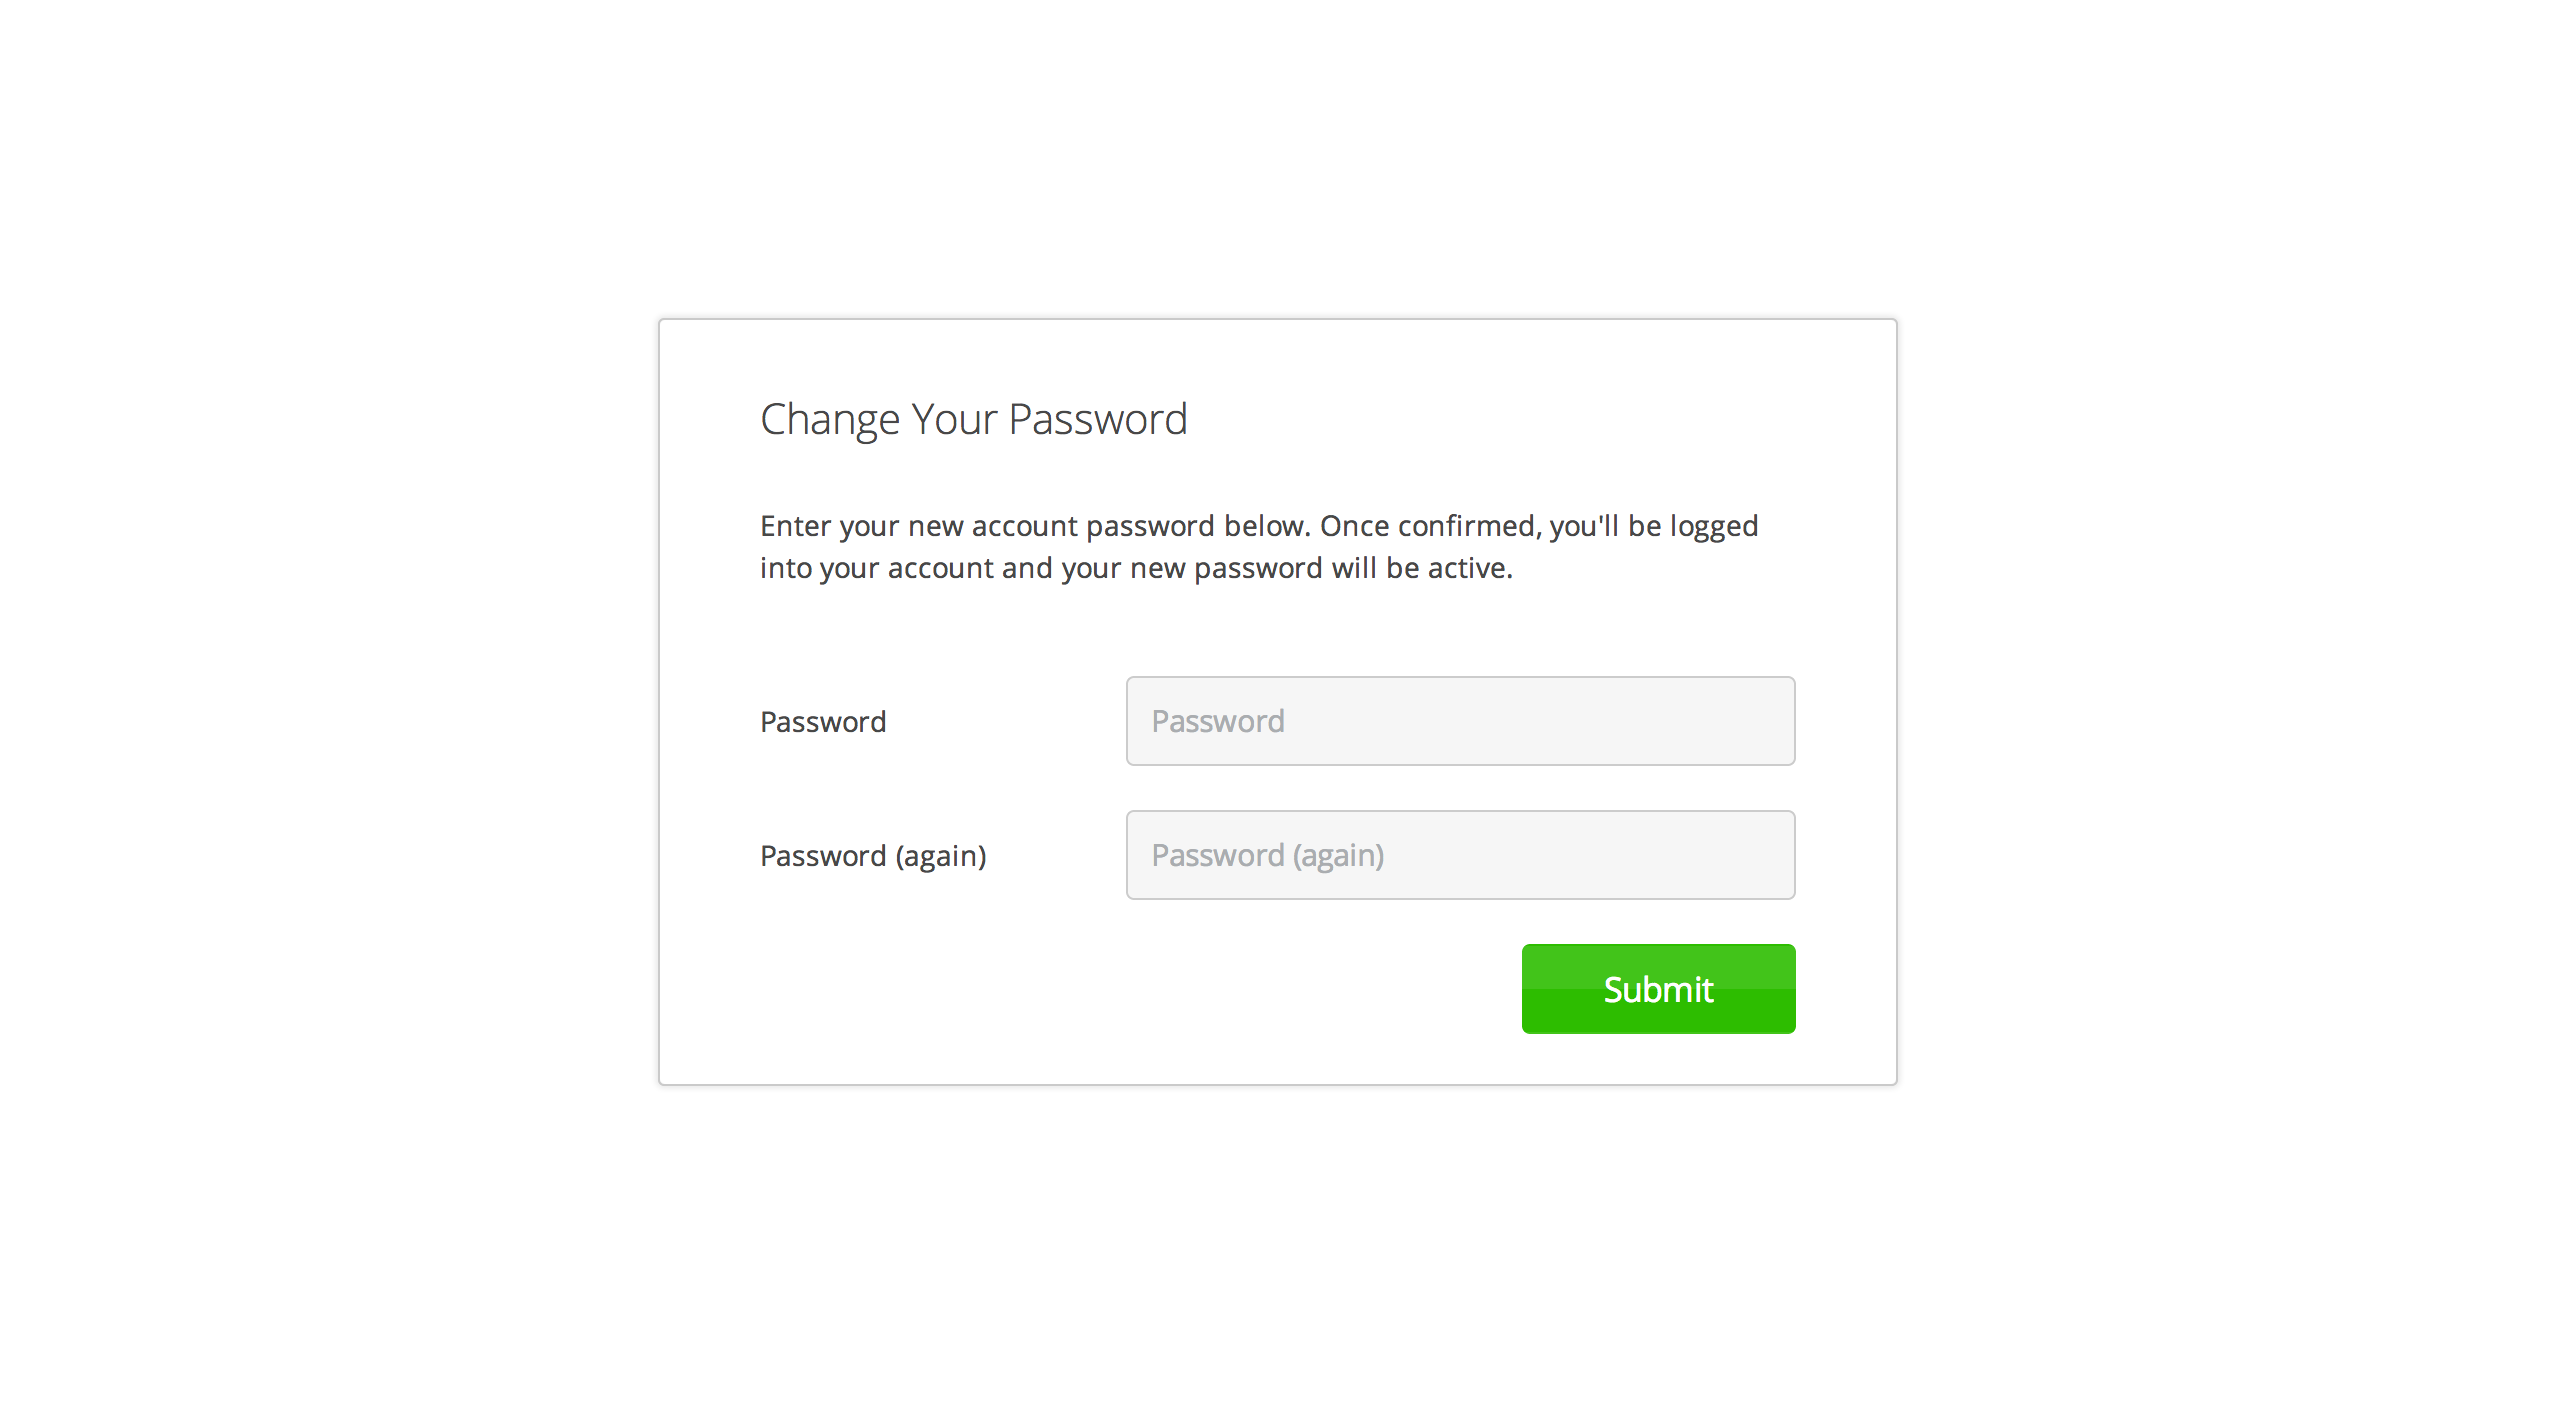 Change Your Password
Enter your new account password below. Once confirmed, you'll be logged
into your account and your new password will be active.
Password
Password
Password (again)
Password (again)
Submit